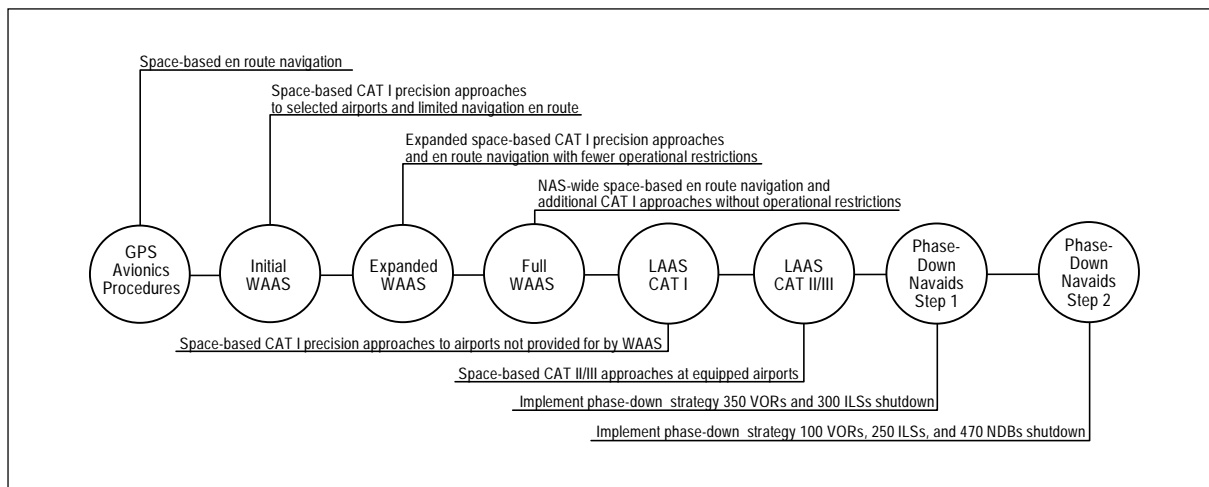 Space-based en route navigation
Space-based CAT I precision approaches
to selected airports and limited navigation en route
Expanded space-based CAT I precision approaches
and en route navigation with fewer operational restrictions
NAS-wide space-based en route navigation and
additional CAT I approaches without operational restrictions
GPS
Avionics
Procedures
Initial
WAAS
Expanded
WAAS
Full
WAAS
LAAS
CAT I
LAAS
CAT II/III
Phase-
Down
Navaids
Step 1
Phase-
Down
Navaids
Step 2
Space-based CAT I precision approaches to airports not provided for by WAAS
Space-based CAT II/III approaches at equipped airports
Implement phase-down strategy 350 VORs and 300 ILSs shutdown
Implement phase-down strategy 100 VORs, 250 ILSs, and 470 NDBs shutdown